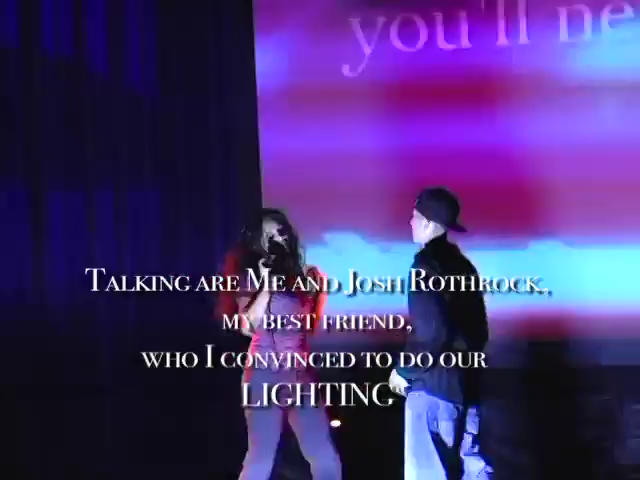 you'll ne
Talking are Me and Josh Rothrock,
my best friend,
who I convinced to do our
LIGHTING